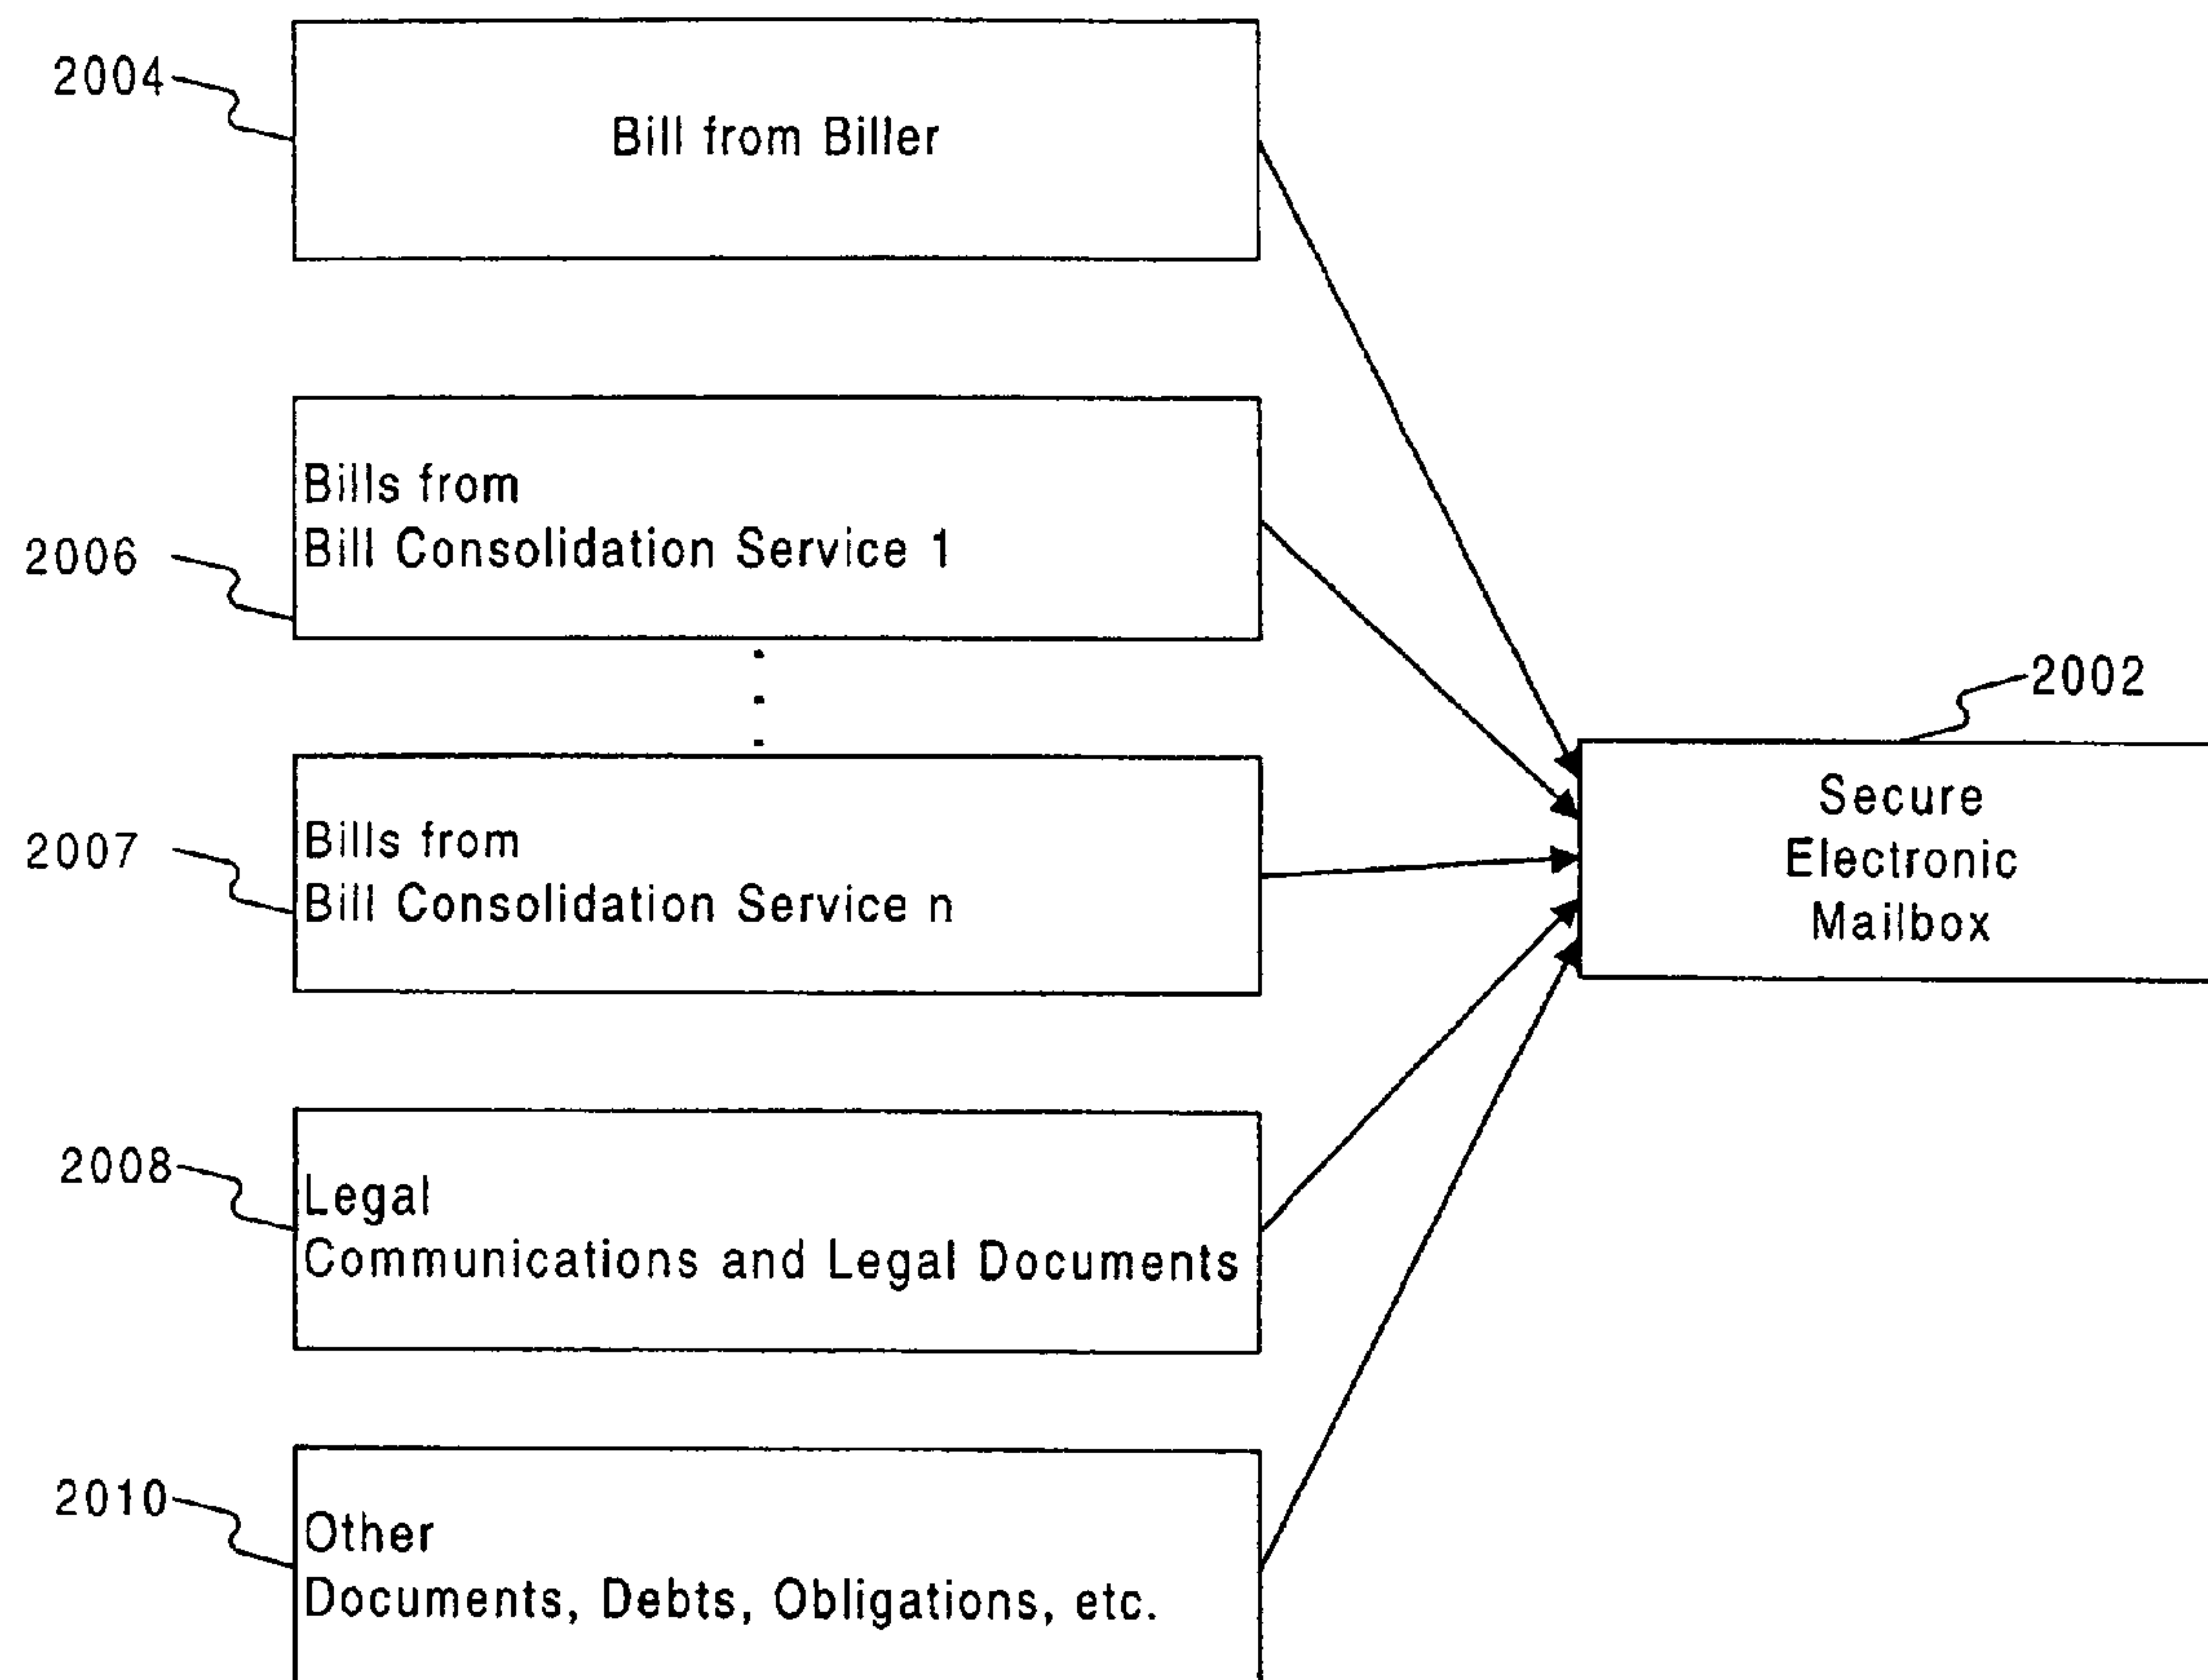 2004
Bill from Biller
Bills from
Bill Consolidation Service 1
2006
2002
Secure
Electronic
Mailbox
Bills from
2007
Bill Consolidation Service n
2008
Legal
Communications and Legal Documents
2010
Other
Documents, Debts, Obligations, etc.